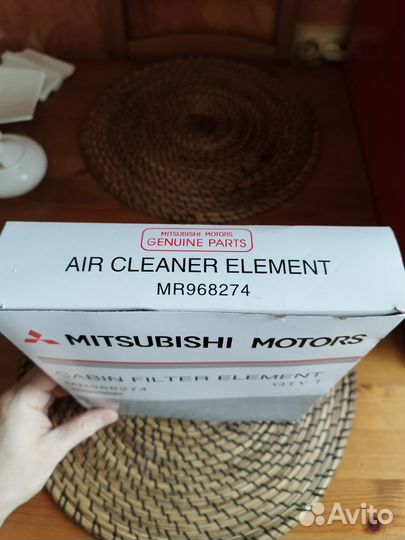 MITSUBISHI MOTORS
GENUINE PARTS
AIR CLEANER ELEMENT
MR968274
MITSUBISHI MOTORS
CABIN FILTER ELEMENT
MR968274 QTY 1
Avito